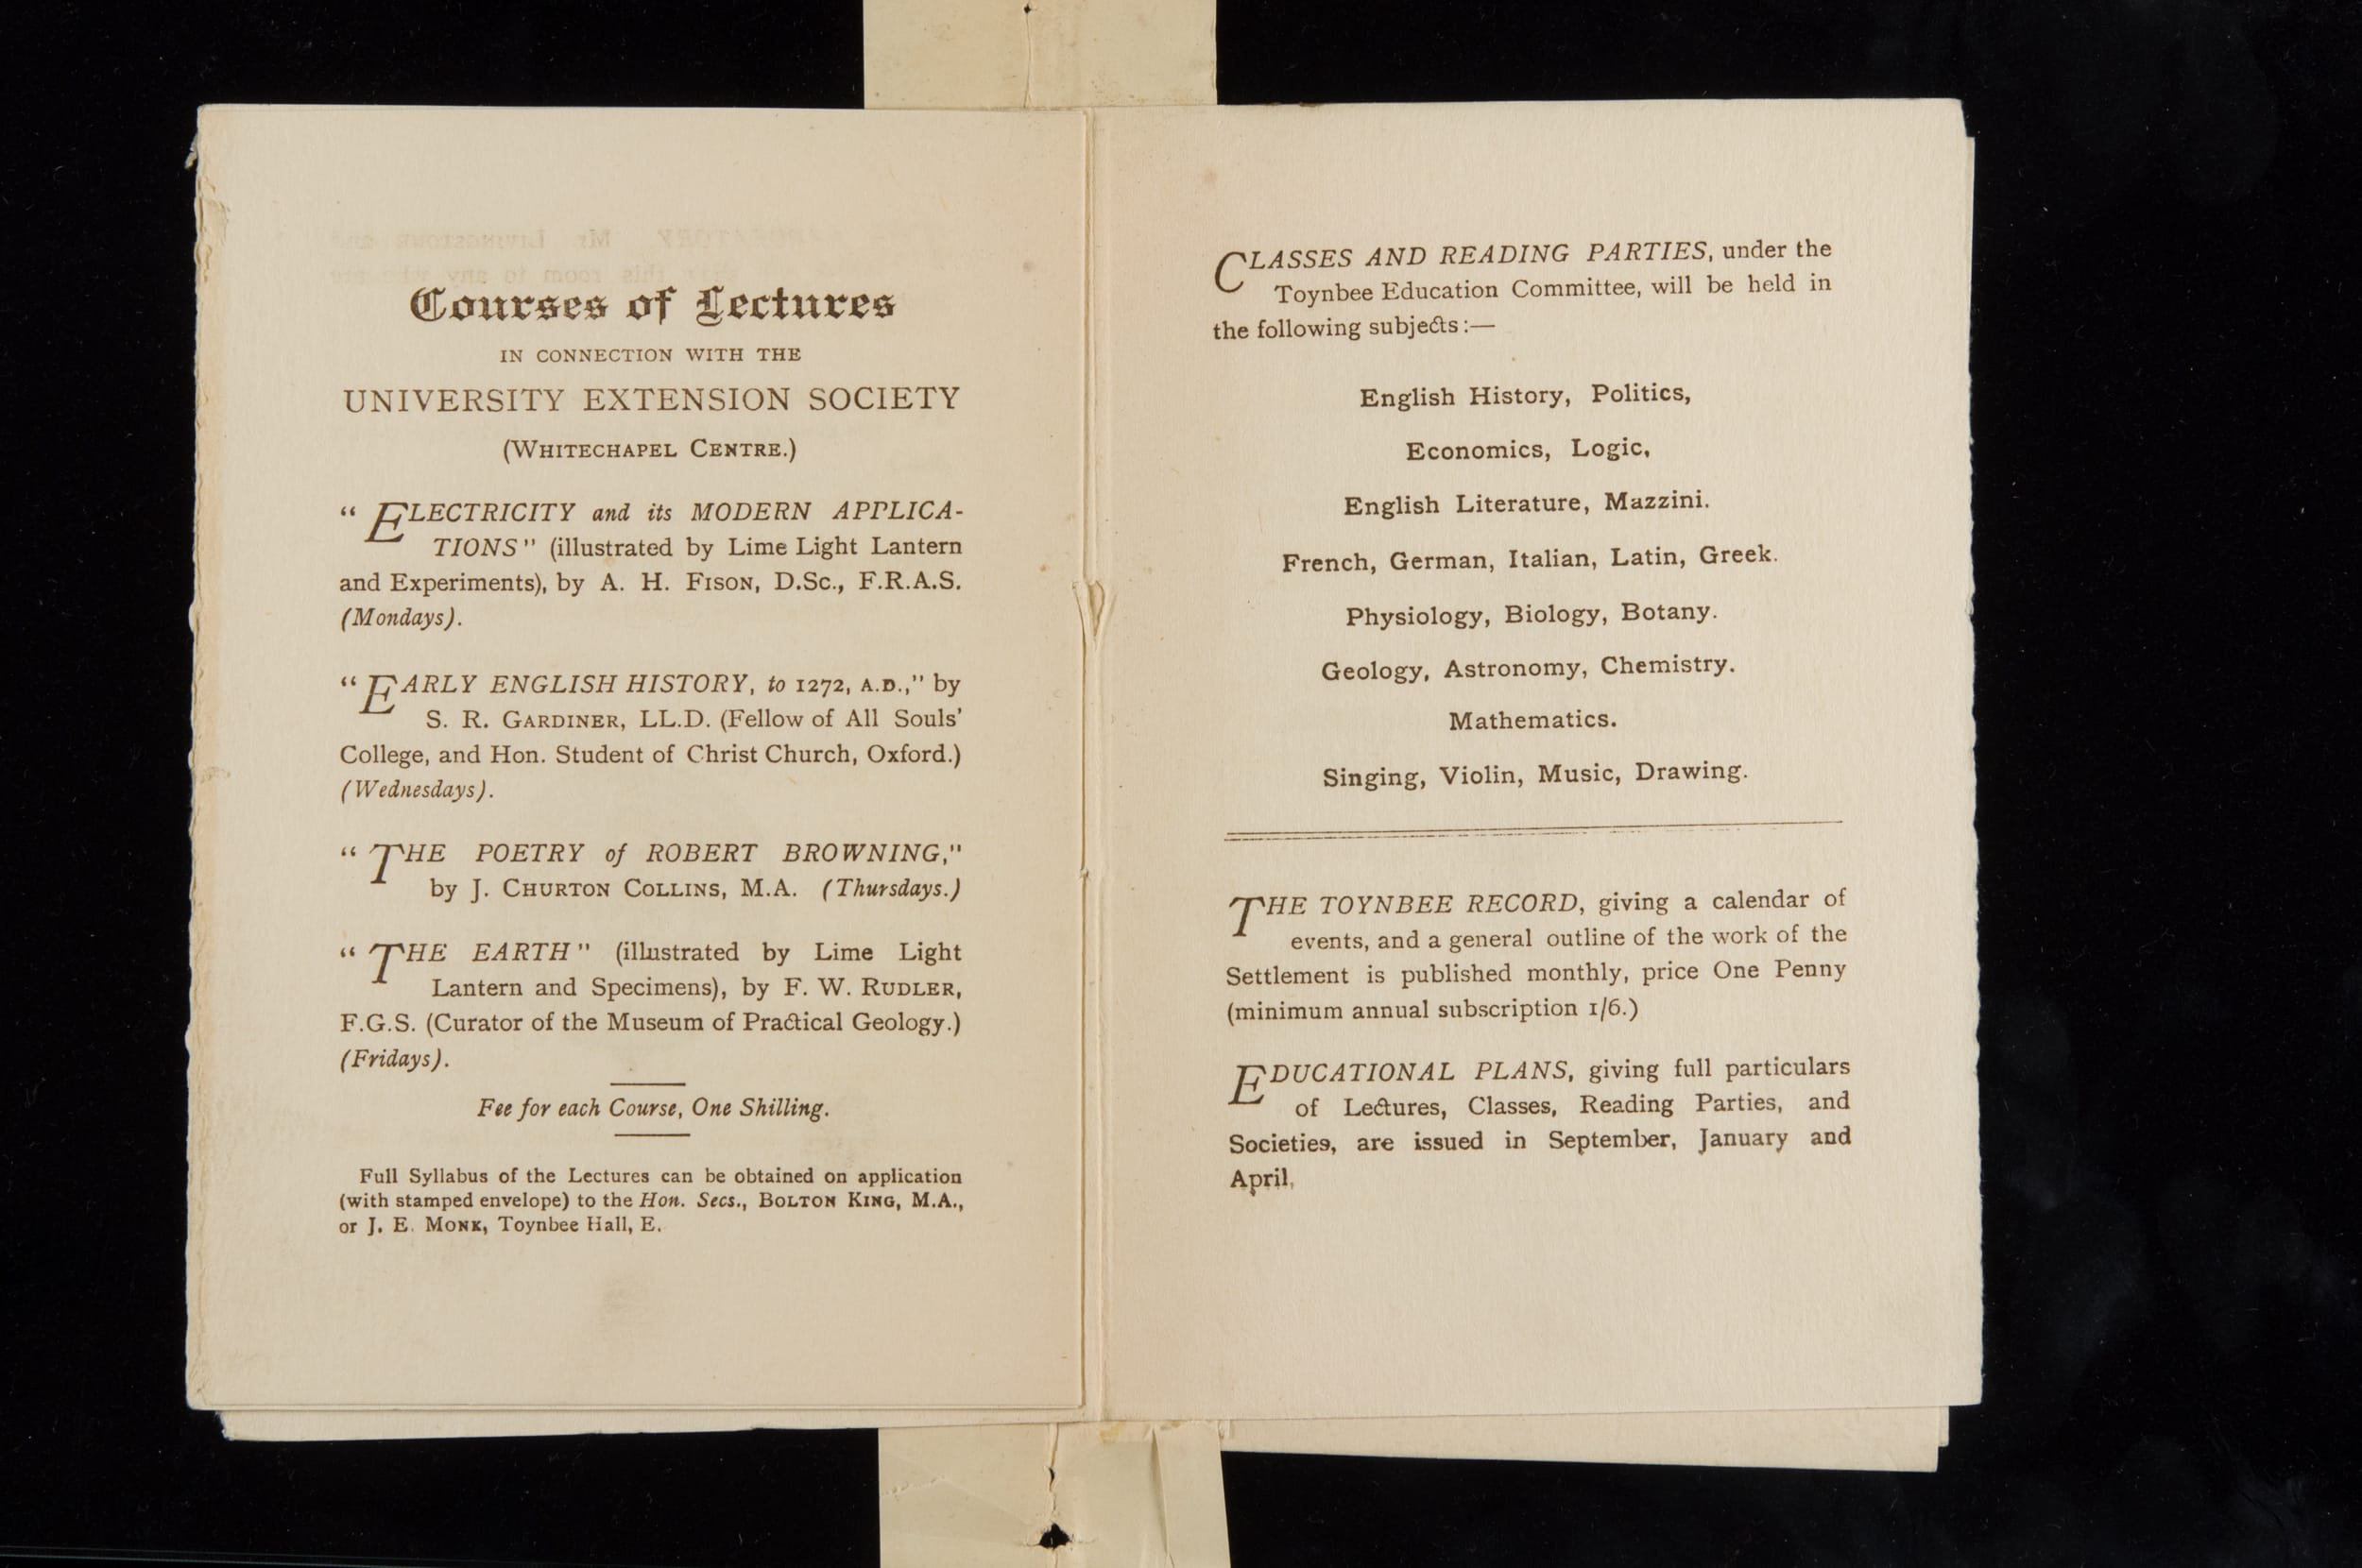 Courses of Lectures
IN CONNECTION WITH THE
UNIVERSITY EXTENSION SOCIETY
(WHITECHAPEL CENTRE.)
“ ELECTRICITY and its MODERN APPLICA-
TIONS” (illustrated by Lime Light Lantern
and Experiments), by A. H. FISON, D.Sc., F.R.A.S.
(Mondays).
“ EARLY ENGLISH HISTORY, to 1272, A.D.,” by
S. R. GARDINER, LL.D. (Fellow of All Souls’
College, and Hon. Student of Christ Church, Oxford.)
(Wednesdays).
“ THE POETRY of ROBERT BROWNING,”
by J. CHURTON COLLINS, M.A. (Thursdays.)
“ THE EARTH” (illustrated by Lime Light
Lantern and Specimens), by F. W. RUDLER,
F.G.S. (Curator of the Museum of Practical Geology.)
(Fridays).
Fee for each Course, One Shilling.
Full Syllabus of the Lectures can be obtained on application
(with stamped envelope) to the Hon. Secs., BOLTON KING, M.A.,
or J. E. MONK, Toynbee Hall, E.
CLASSES AND READING PARTIES, under the
Toynbee Education Committee, will be held in
the following subjects:—
English History, Politics,
Economics, Logic,
English Literature, Mazzini.
French, German, Italian, Latin, Greek.
Physiology, Biology, Botany.
Geology, Astronomy, Chemistry.
Mathematics.
Singing, Violin, Music, Drawing.
THE TOYNBEE RECORD, giving a calendar of
events, and a general outline of the work of the
Settlement is published monthly, price One Penny
(minimum annual subscription 1/6.)
EDUCATIONAL PLANS, giving full particulars
of Lectures, Classes, Reading Parties, and
Societies, are issued in September, January and
April.